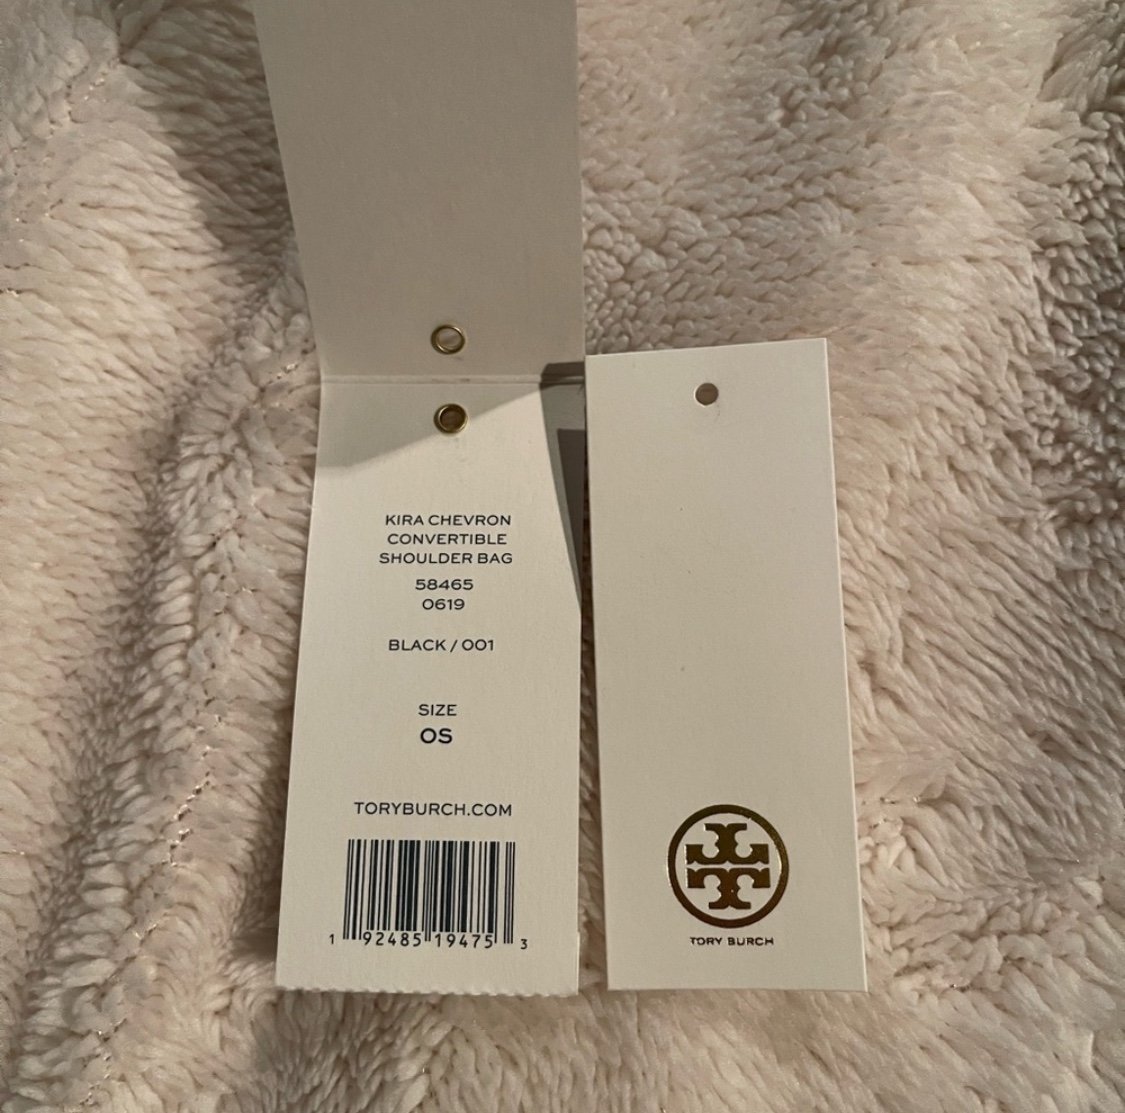 KIRA CHEVRON
CONVERTIBLE
SHOULDER BAG
58465
0619
BLACK / 001
SIZE
OS
TORYBURCH.COM
1 92485 19475 3
TORY BURCH